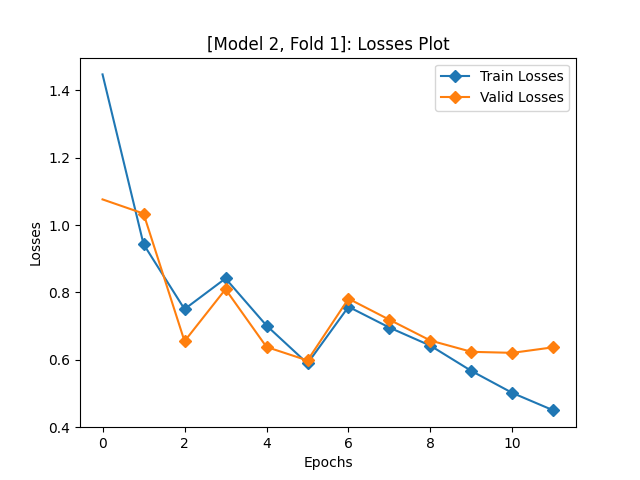 [Model 2, Fold 1]: Losses Plot
Train Losses
Valid Losses
Losses
1.4
1.2
1.0
0.8
0.6
0.4
0 2 4 6 8 10
Epochs